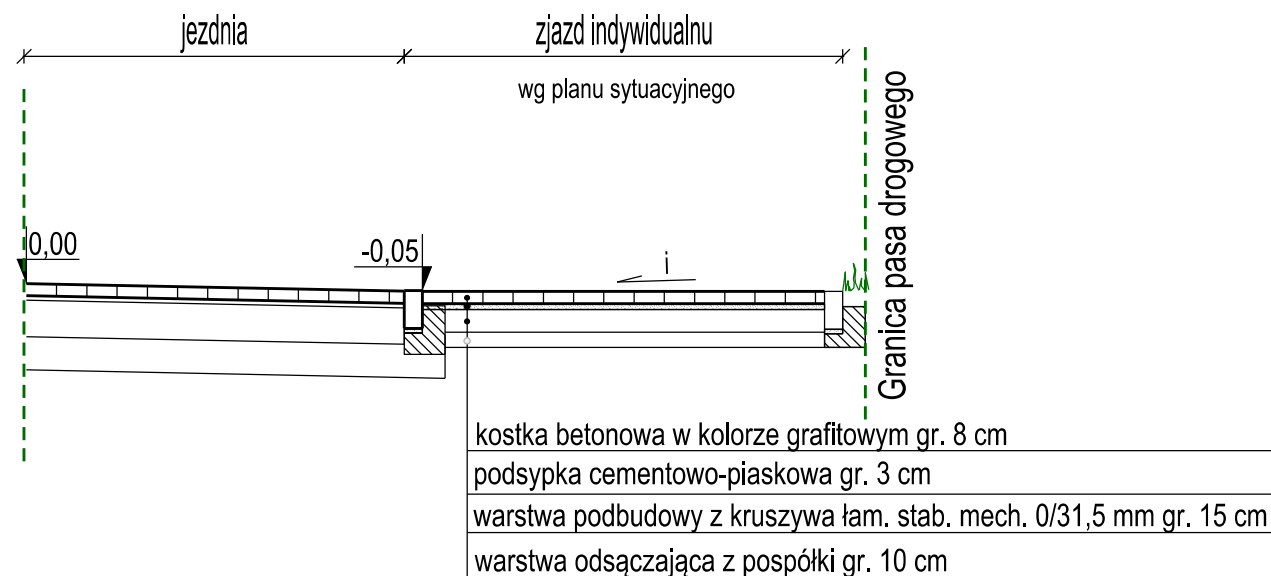 jezdnia
zjazd indywidualnu
wg planu sytuacyjnego
Granica pasa drogowego
0,00
-0,05
i
kostka betonowa w kolorze grafitowym gr. 8 cm
podsypka cementowo-piaskowa gr. 3 cm
warstwa podbudowy z kruszywa łam. stab. mech. 0/31,5 mm gr. 15 cm
warstwa odsączająca z pospółki gr. 10 cm